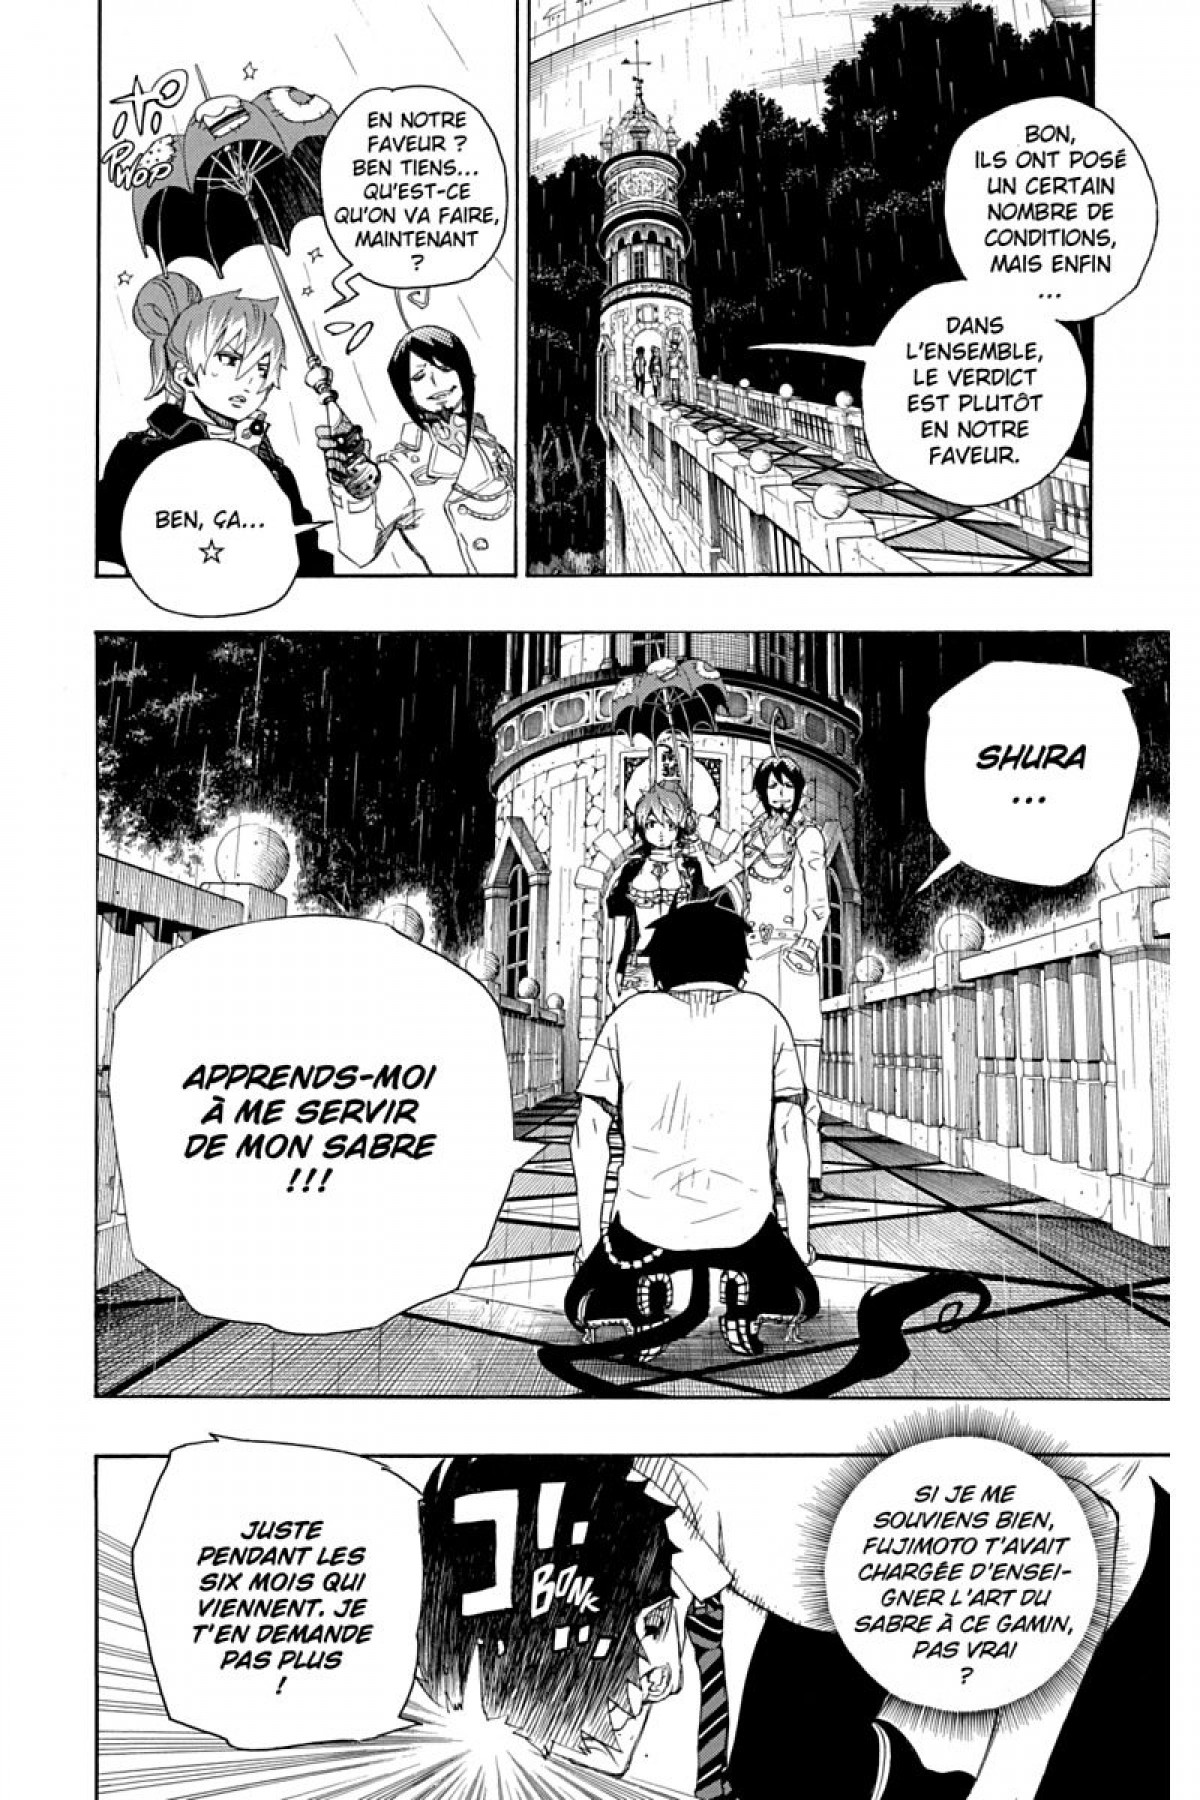 BON,
ILS ONT POSÉ
UN CERTAIN
NOMBRE DE
CONDITIONS,
MAIS ENFIN
...
DANS
L'ENSEMBLE,
LE VERDICT
EST PLUTÔT
EN NOTRE
FAVEUR.
EN NOTRE
FAVEUR ?
BEN TIENS...
QU'EST-CE
QU'ON VA FAIRE,
MAINTENANT
?
PWOP
BEN, ÇA...
☆
SHURA
...
APPRENDS-MOI
À ME SERVIR
DE MON SABRE
!!!
SI JE ME
SOUVIENS BIEN,
FUJIMOTO T'AVAIT
CHARGÉE D'ENSEI-
GNER L'ART DU
SABRE À CE GAMIN,
PAS VRAI
?
BONK
JUSTE
PENDANT LES
SIX MOIS QUI
VIENNENT. JE
T'EN DEMANDE
PAS PLUS
!